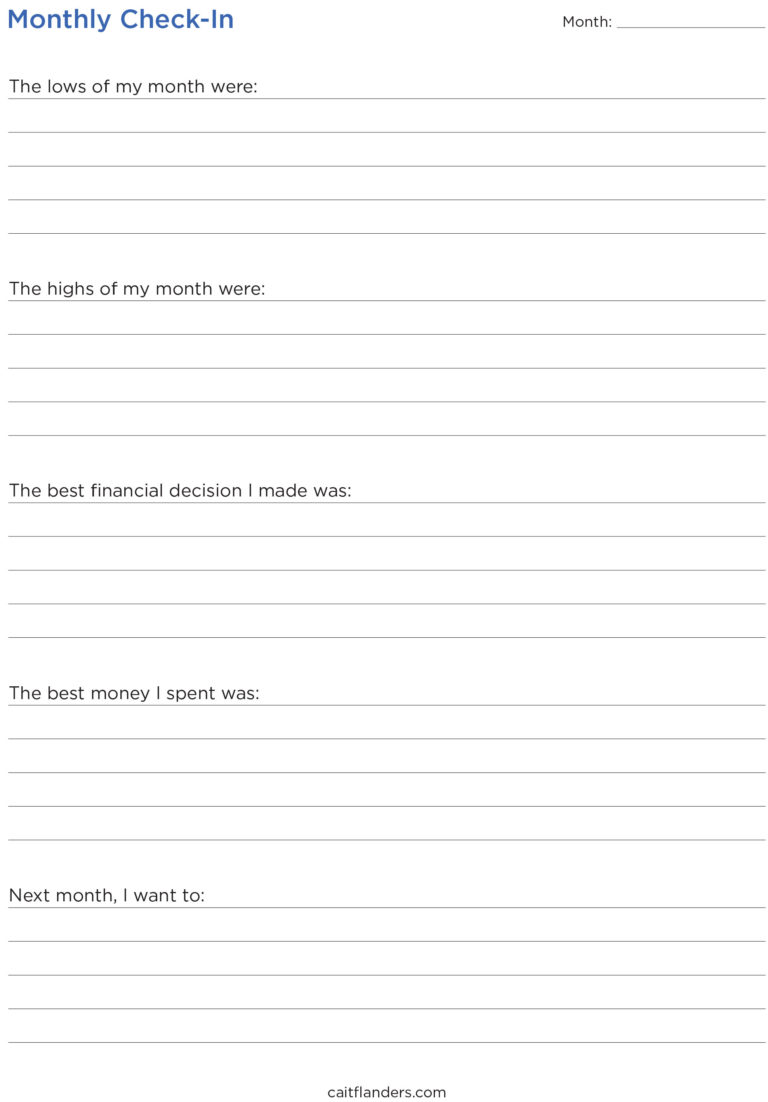 Monthly Check-In
Month:
The lows of my month were:
The highs of my month were:
The best financial decision I made was:
The best money I spent was:
Next month, I want to:
caitflanders.com